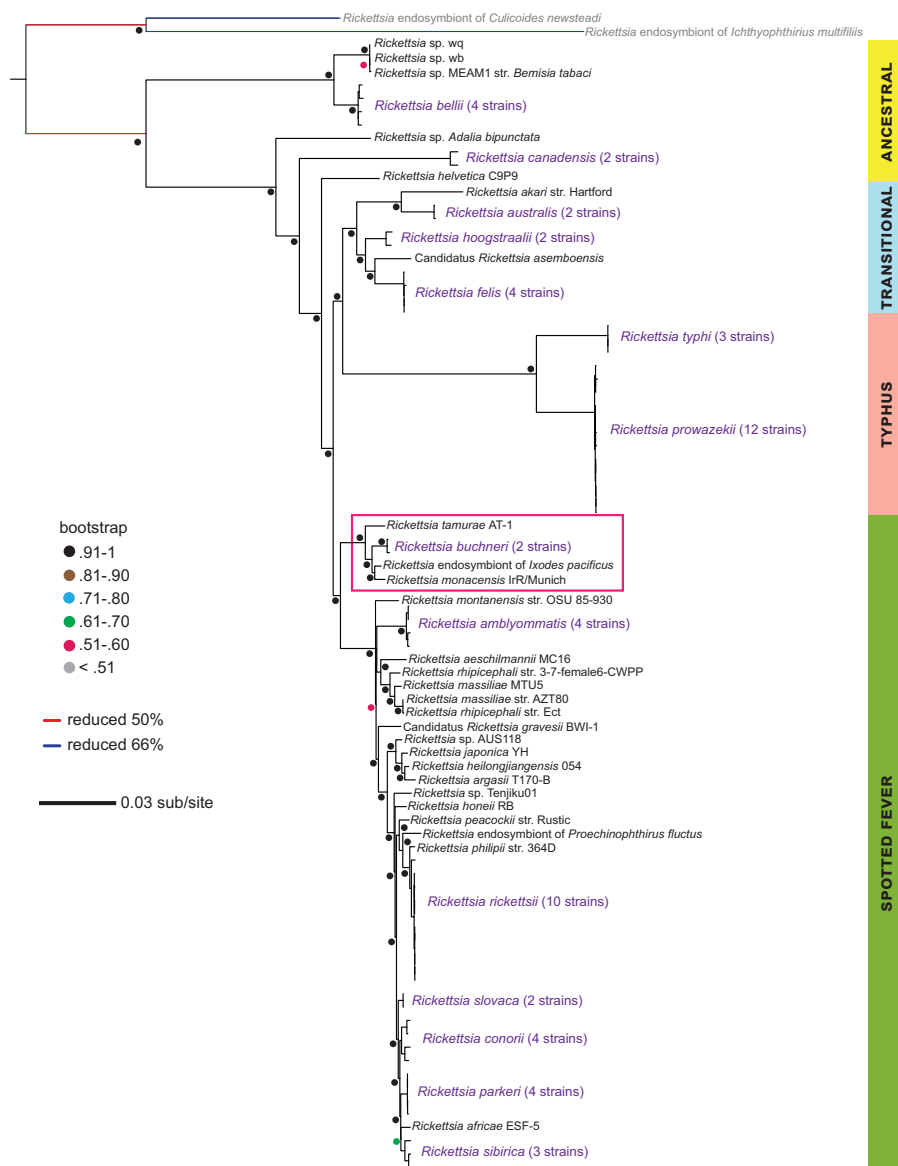 Rickettsia endosymbiont of Culicoides newsteadi
Rickettsia endosymbiont of Ichthyophthirius multifiliis
Rickettsia sp. wq
Rickettsia sp. wb
Rickettsia sp. MEAM1 str. Bemisia tabaci
Rickettsia bellii (4 strains)
Rickettsia sp. Adalia bipunctata
Rickettsia canadensis (2 strains)
Rickettsia helvetica C9P9
ANCESTRAL
Rickettsia akari str. Hartford
Rickettsia australis (2 strains)
Rickettsia hoogstraalii (2 strains)
Candidatus Rickettsia asemboensis
Rickettsia felis (4 strains)
TRANSITIONAL
Rickettsia typhi (3 strains)
Rickettsia prowazekii (12 strains)
TYPHUS
Rickettsia tamurae AT-1
Rickettsia buchneri (2 strains)
Rickettsia endosymbiont of Ixodes pacificus
Rickettsia monacensis IrR/Munich
Rickettsia montanensis str. OSU 85-930
Rickettsia amblyommatis (4 strains)
Rickettsia aeschilmannii MC16
Rickettsia rhipicephali str. 3-7-female6-CWPP
Rickettsia massiliae MTU5
Rickettsia massiliae str. AZT80
Rickettsia rhipicephali str. Ect
Candidatus Rickettsia gravesii BWI-1
Rickettsia sp. AUS118
Rickettsia japonica YH
Rickettsia heilongjiangensis 054
Rickettsia argasii T170-B
Rickettsia sp. Tenjiku01
Rickettsia honeii RB
Rickettsia peacockii str. Rustic
Rickettsia endosymbiont of Proechinophthirus fluctus
Rickettsia philipii str. 364D
Rickettsia rickettsii (10 strains)
Rickettsia slovaca (2 strains)
Rickettsia conorii (4 strains)
Rickettsia parkeri (4 strains)
Rickettsia africae ESF-5
Rickettsia sibirica (3 strains)
SPOTTED FEVER
bootstrap
.91-1
.81-.90
.71-.80
.61-.70
.51-.60
< .51
reduced 50%
reduced 66%
0.03 sub/site